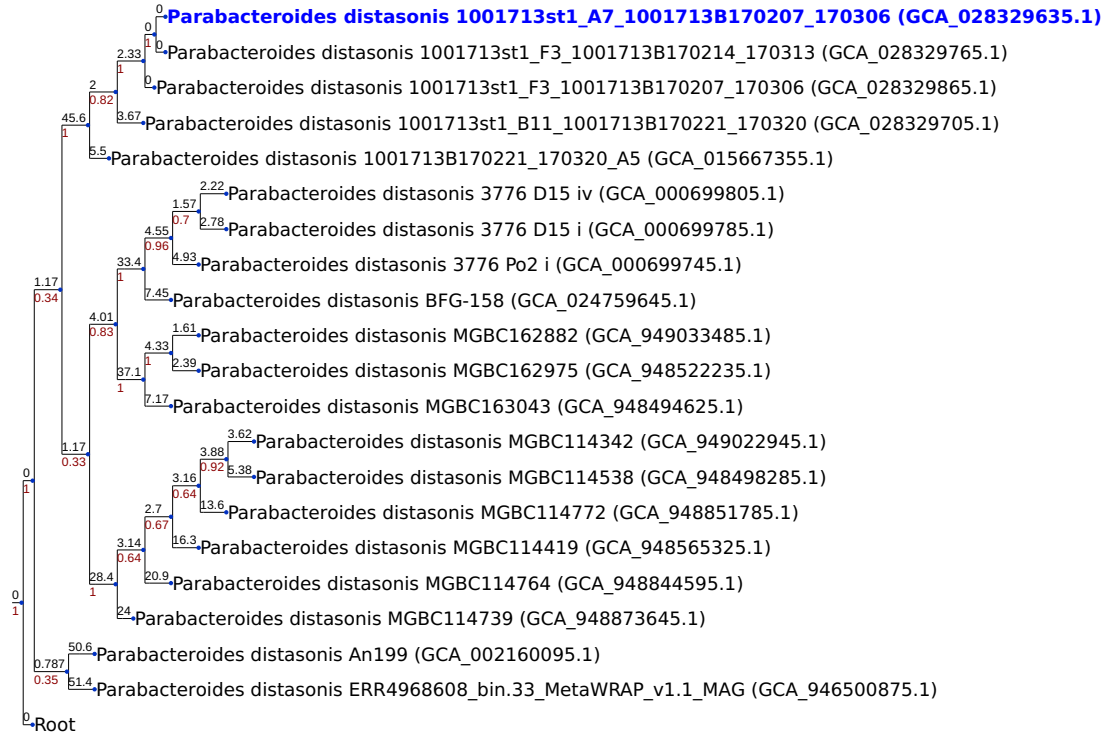 0
Parabacteroides distasonis 1001713st1_A7_1001713B170207_170306 (GCA_028329635.1)
0
1
0
Parabacteroides distasonis 1001713st1_F3_1001713B170214_170313 (GCA_028329765.1)
2.33
1
0
Parabacteroides distasonis 1001713st1_F3_1001713B170207_170306 (GCA_028329865.1)
2
0.82
3.67
Parabacteroides distasonis 1001713st1_B11_1001713B170221_170320 (GCA_028329705.1)
45.6
1
5.5
Parabacteroides distasonis 1001713B170221_170320_A5 (GCA_015667355.1)
2.22
Parabacteroides distasonis 3776 D15 iv (GCA_000699805.1)
1.57
0.7
2.78
Parabacteroides distasonis 3776 D15 i (GCA_000699785.1)
4.55
0.96
4.93
Parabacteroides distasonis 3776 Po2 i (GCA_000699745.1)
33.4
1
7.45
Parabacteroides distasonis BFG-158 (GCA_024759645.1)
1.17
0.34
4.01
0.83
1.61
Parabacteroides distasonis MGBC162882 (GCA_949033485.1)
4.33
1
2.39
Parabacteroides distasonis MGBC162975 (GCA_948522235.1)
37.1
1
7.17
Parabacteroides distasonis MGBC163043 (GCA_948494625.1)
3.62
Parabacteroides distasonis MGBC114342 (GCA_949022945.1)
1.17
0.33
3.88
0.92
5.38
Parabacteroides distasonis MGBC114538 (GCA_948498285.1)
0
1
3.16
0.64
13.6
Parabacteroides distasonis MGBC114772 (GCA_948851785.1)
2.7
0.67
16.3
Parabacteroides distasonis MGBC114419 (GCA_948565325.1)
3.14
0.64
20.9
Parabacteroides distasonis MGBC114764 (GCA_948844595.1)
28.4
1
24
Parabacteroides distasonis MGBC114739 (GCA_948873645.1)
0
1
50.6
Parabacteroides distasonis An199 (GCA_002160095.1)
0.787
0.35
51.4
Parabacteroides distasonis ERR4968608_bin.33_MetaWRAP_v1.1_MAG (GCA_946500875.1)
0
Root